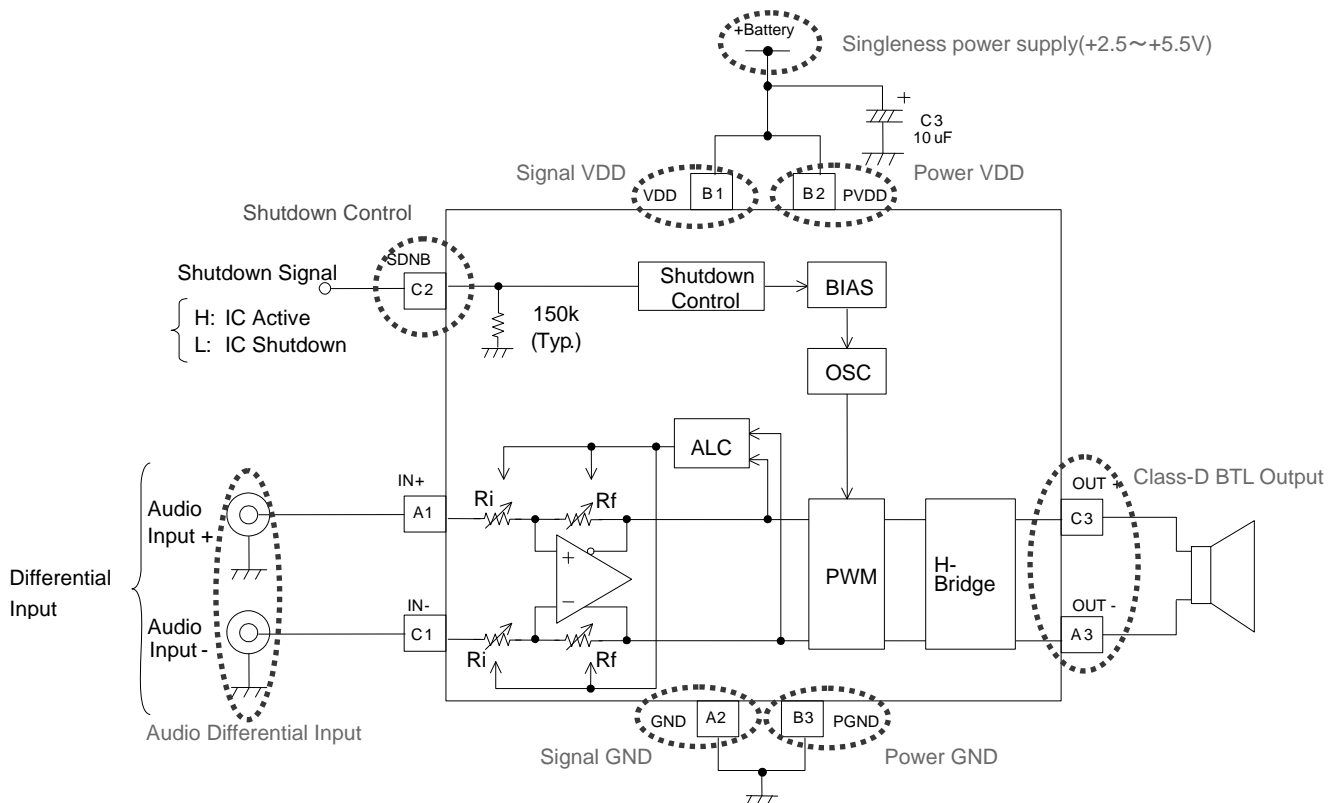 +Battery
Singleness power supply(+2.5～+5.5V)
+
C3
10uF
Signal VDD
VDD
B1
B2
PVDD
Power VDD
Shutdown Control
SDNB
C2
Shutdown Signal
H: IC Active
L: IC Shutdown
150k
(Typ.)
Shutdown
Control
BIAS
OSC
ALC
Differential
Input
Audio
Input +
IN+
A1
Ri
Rf
+
-
PWM
H-
Bridge
OUT +
C3
Class-D BTL Output
Audio
Input -
IN-
C1
Ri
Rf
OUT -
A3
Audio Differential Input
GND
A2
B3
PGND
Signal GND
Power GND